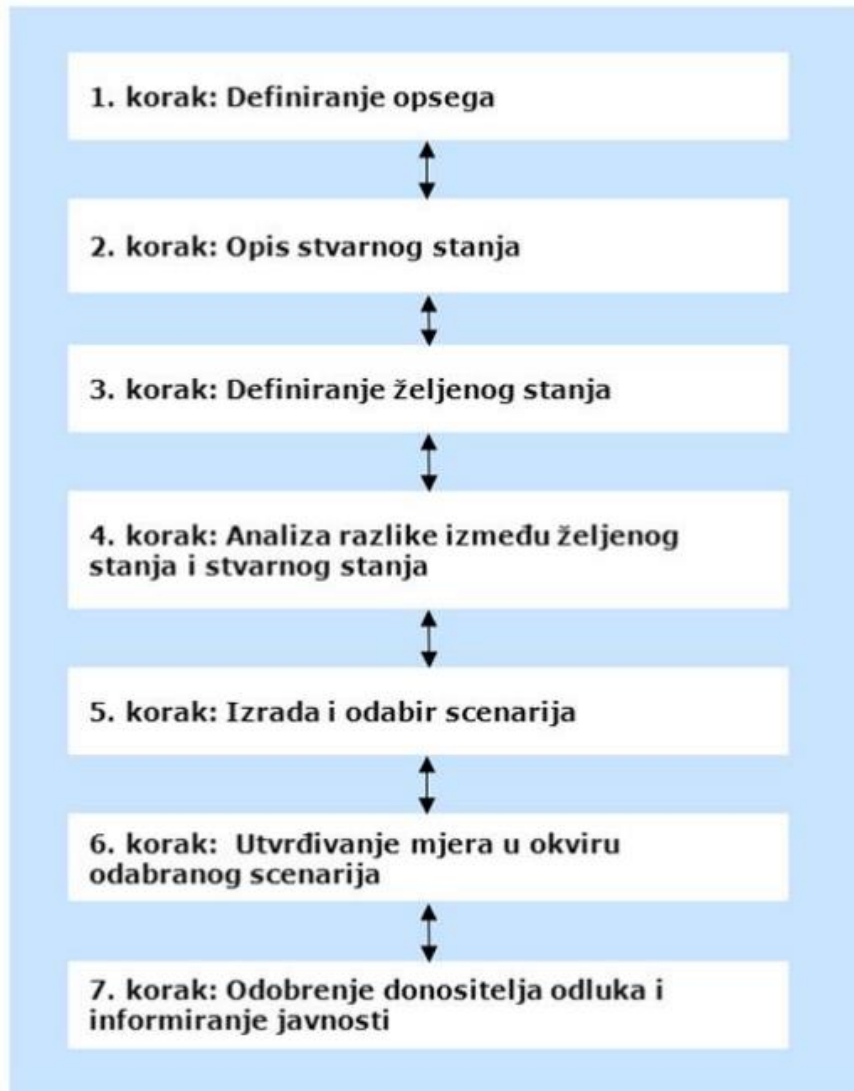 1. korak: Definiranje opsega
2. korak: Opis stvarnog stanja
3. korak: Definiranje željenog stanja
4. korak: Analiza razlike između željenog
stanja i stvarnog stanja
5. korak: Izrada i odabir scenarija
6. korak:  Utvrđivanje mjera u okviru
odabranog scenarija
7. korak: Odobrenje donositelja odluka i
informiranje javnosti